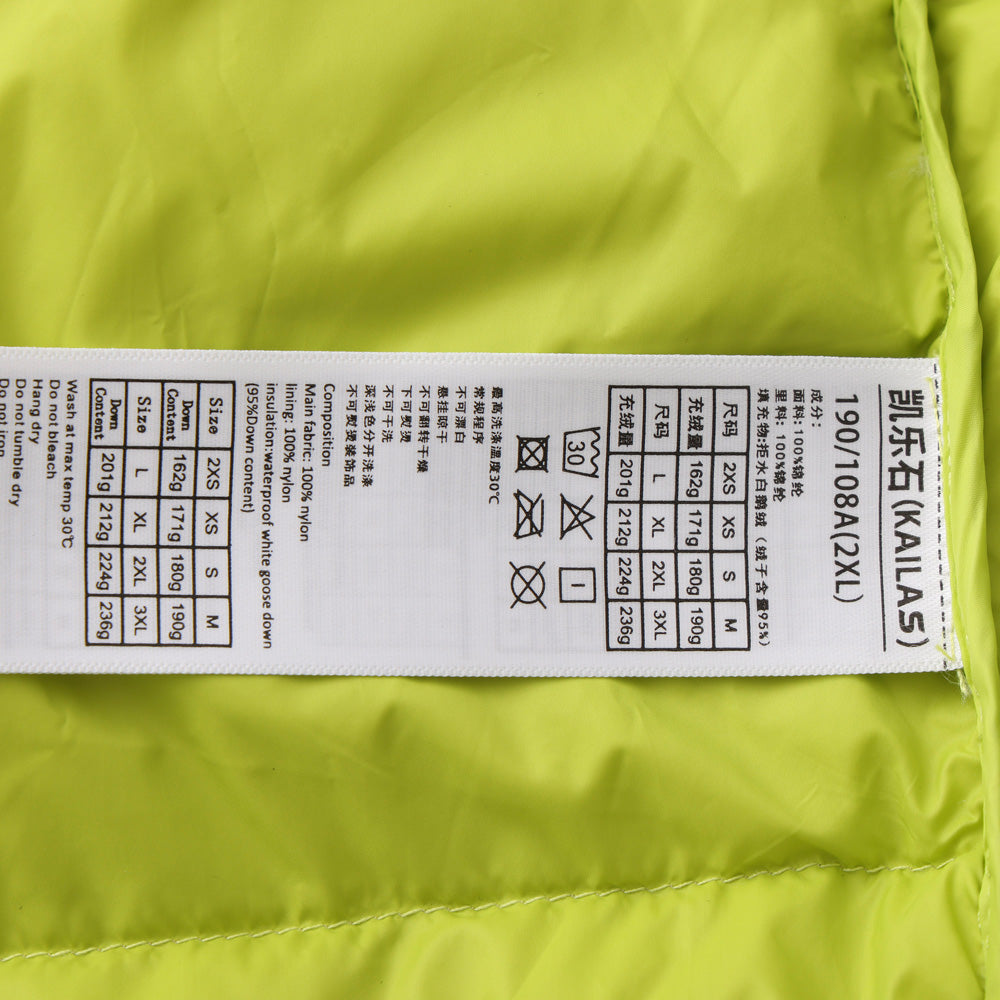 凯乐石(KAILAS)
190/108A(2XL)
成分:
面料:100%锦纶
里料: 100%锦纶
填充物:拒水白鹅绒(绒子含量95%)
尺码 2XS XS S M
充绒量 162g 171g 180g 190g
尺码 L XL 2XL 3XL
充绒量 201g 212g 224g 236g
30
最高洗涤温度30℃
常规程序
不可漂白
悬挂晾干
不可翻转干燥
下可熨烫
不可干洗
深浅色分开洗涤
不可熨烫装饰品
Composition
Main fabric: 100% nylon
lining: 100% nylon
insulation:waterproof white goose down
(95%Down content)
Size 2XS XS S M
Down Content 162g 171g 180g 190g
Size L XL 2XL 3XL
Down Content 201g 212g 224g 236g
Wash at max temp 30℃
Do not bleach
Hang dry
Do not tumble dry
Do not iron